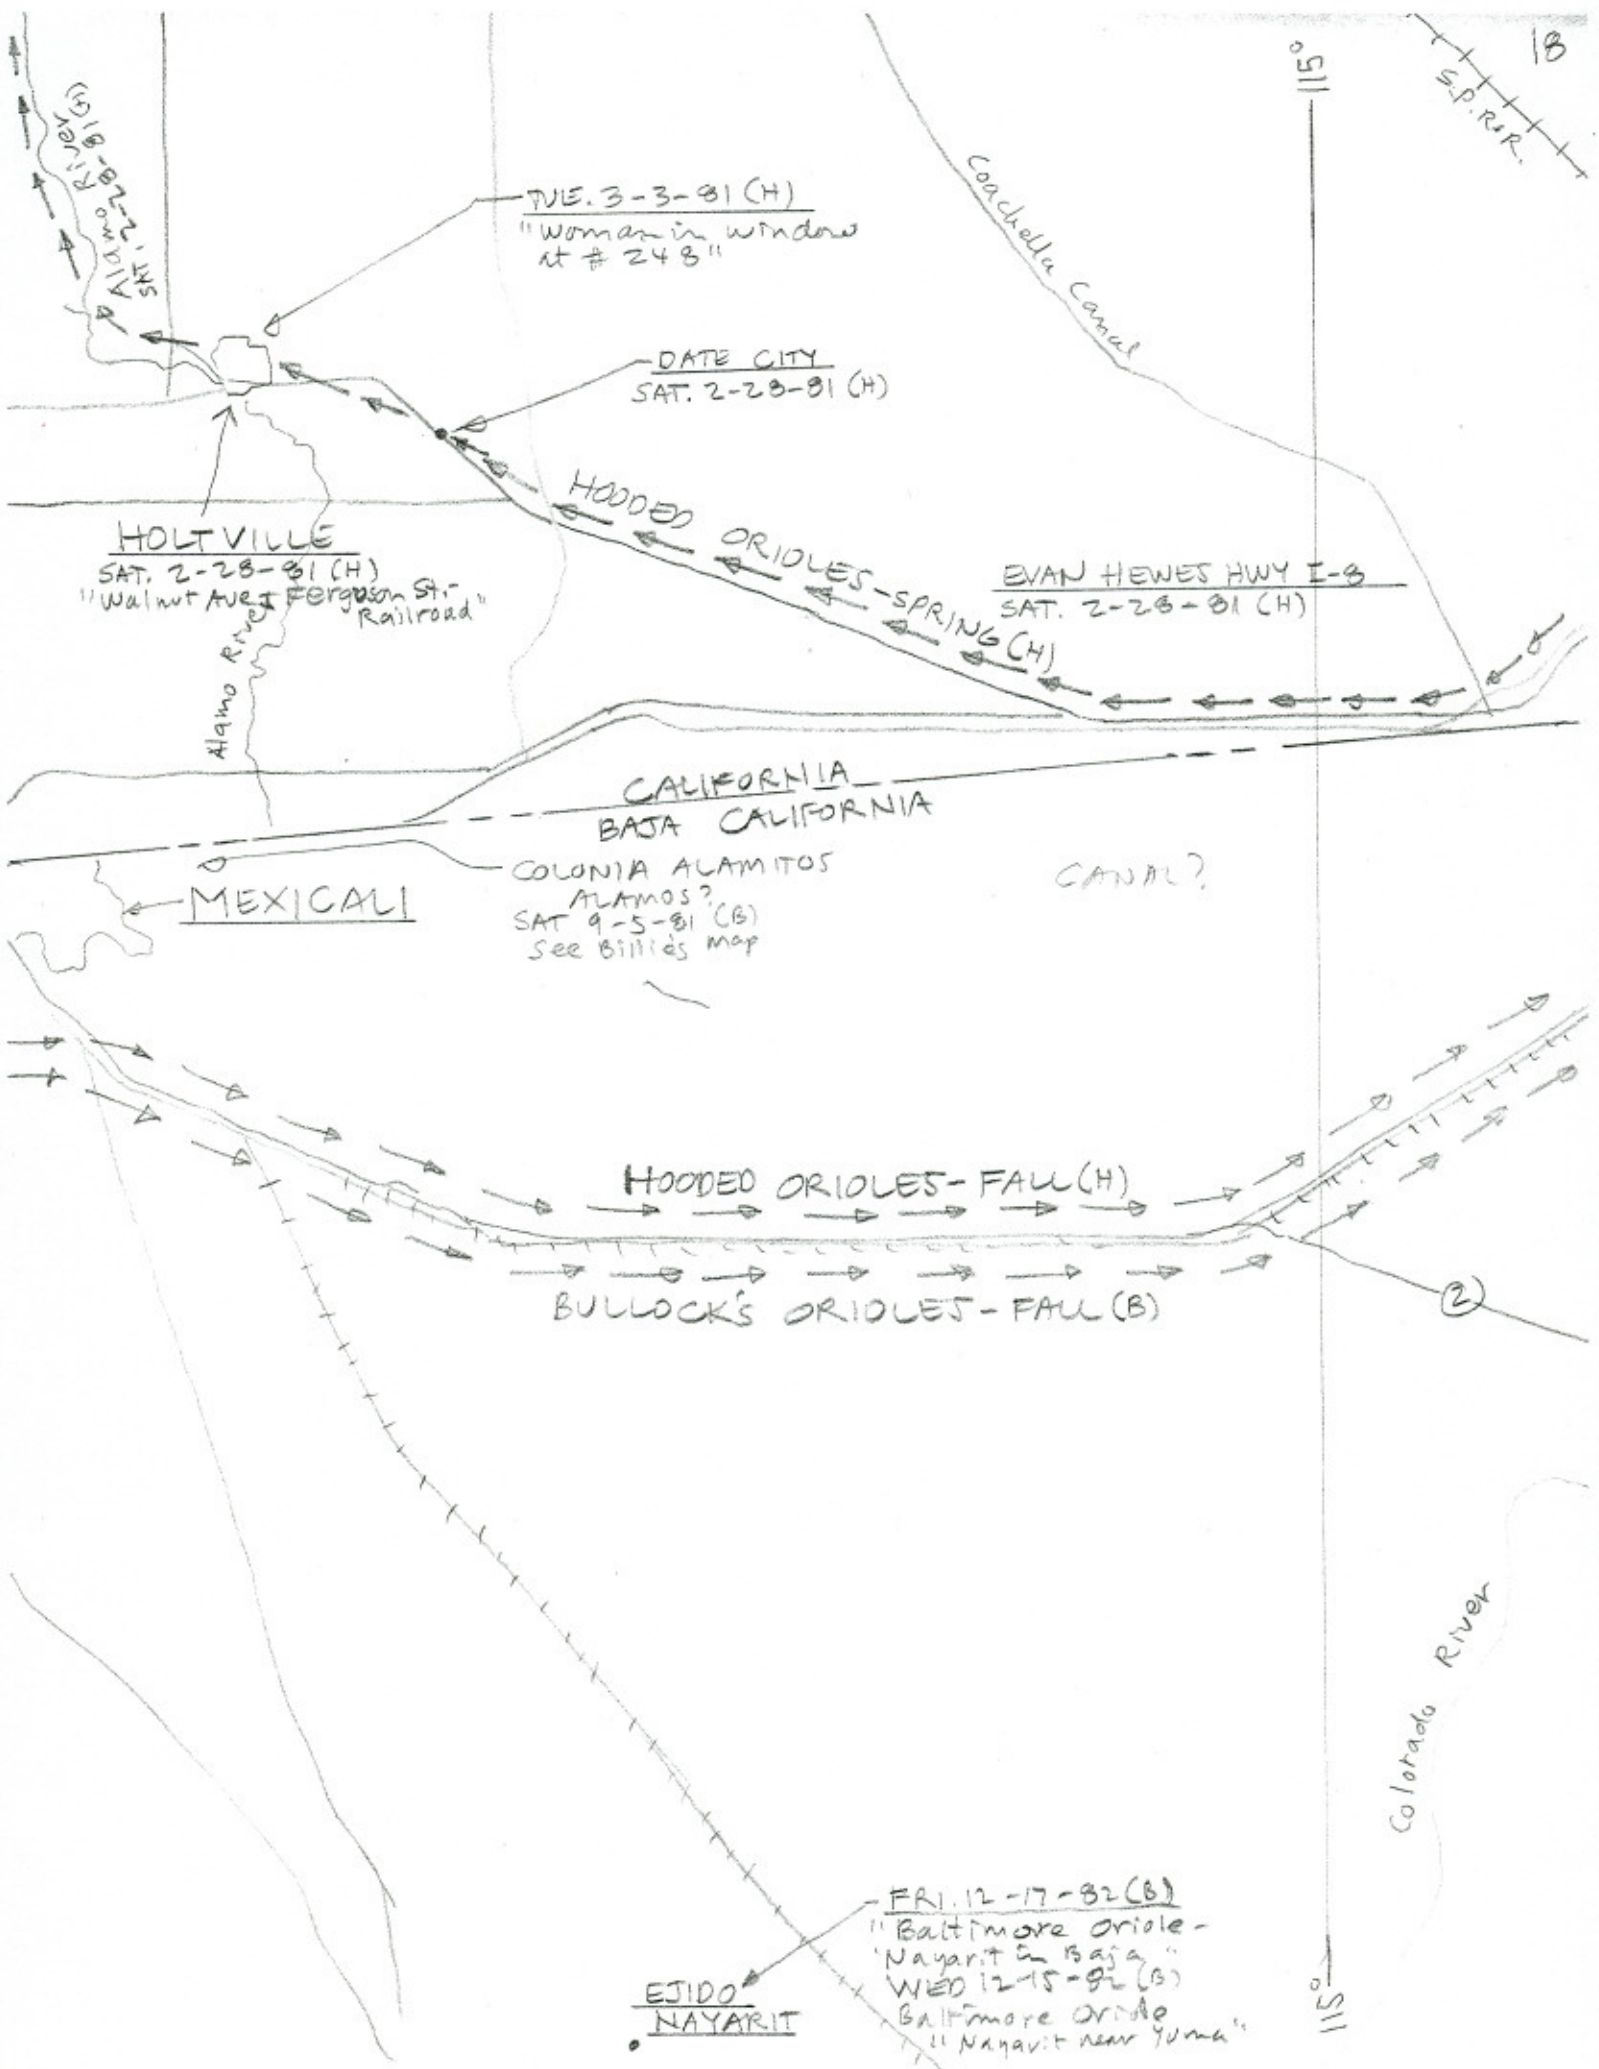 18
115°
S.P.R.R.
Alamo River
SAT. 2-28-81 (H)
TUE. 3-3-81 (H)
"Woman in window
at # 248"
Coachella Canal
DATE CITY
SAT. 2-28-81 (H)
HOODED ORIOLES-SPRING (H)
HOLTVILLE
SAT. 2-28-81 (H)
"Walnut Ave & Ferguson St.-
Railroad"
EVAN HEWES HWY I-8
SAT. 2-28-81 (H)
Alamo River
CALIFORNIA
BAJA CALIFORNIA
COLONIA ALAMITOS
ALAMOS?
SAT 9-5-81 (B)
See Billie's map
CANAL?
MEXICALI
HOODED ORIOLES-FALL (H)
BULLOCK'S ORIOLES-FALL (B)
2
Colorado River
FRI. 12-17-82 (B)
"Baltimore Oriole-
Nayarit in Baja"
WED 12-15-82 (B)
Baltimore Oriole
"Nayarit near Yuma"
EJIDO
NAYARIT
115°